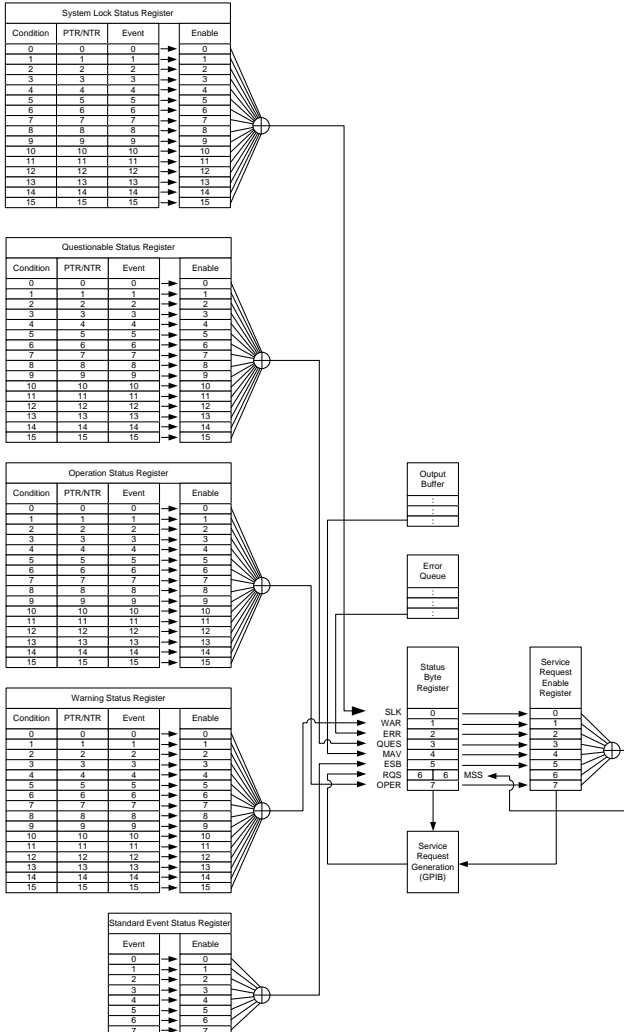 System Lock Status Register
Condition PTR/NTR Event Enable
0 0 0 0
1 1 1 1
2 2 2 2
3 3 3 3
4 4 4 4
5 5 5 5
6 6 6 6
7 7 7 7
8 8 8 8
9 9 9 9
10 10 10 10
11 11 11 11
12 12 12 12
13 13 13 13
14 14 14 14
15 15 15 15
Questionable Status Register
Condition PTR/NTR Event Enable
0 0 0 0
1 1 1 1
2 2 2 2
3 3 3 3
4 4 4 4
5 5 5 5
6 6 6 6
7 7 7 7
8 8 8 8
9 9 9 9
10 10 10 10
11 11 11 11
12 12 12 12
13 13 13 13
14 14 14 14
15 15 15 15
Operation Status Register
Condition PTR/NTR Event Enable
0 0 0 0
1 1 1 1
2 2 2 2
3 3 3 3
4 4 4 4
5 5 5 5
6 6 6 6
7 7 7 7
8 8 8 8
9 9 9 9
10 10 10 10
11 11 11 11
12 12 12 12
13 13 13 13
14 14 14 14
15 15 15 15
Warning Status Register
Condition PTR/NTR Event Enable
0 0 0 0
1 1 1 1
2 2 2 2
3 3 3 3
4 4 4 4
5 5 5 5
6 6 6 6
7 7 7 7
8 8 8 8
9 9 9 9
10 10 10 10
11 11 11 11
12 12 12 12
13 13 13 13
14 14 14 14
15 15 15 15
Standard Event Status Register
Event Enable
0 0
1 1
2 2
3 3
4 4
5 5
6 6
7 7
Output
Buffer
:
:
:
Error
Queue
:
:
:
Status
Byte
Register
Service
Request
Enable
Register
SLK 0 0
WAR 1 1
ERR 2 2
QUES 3 3
MAV 4 4
ESB 5 5
RQS 6 6 MSS 6
OPER 7 7
Service
Request
Generation
(GPIB)